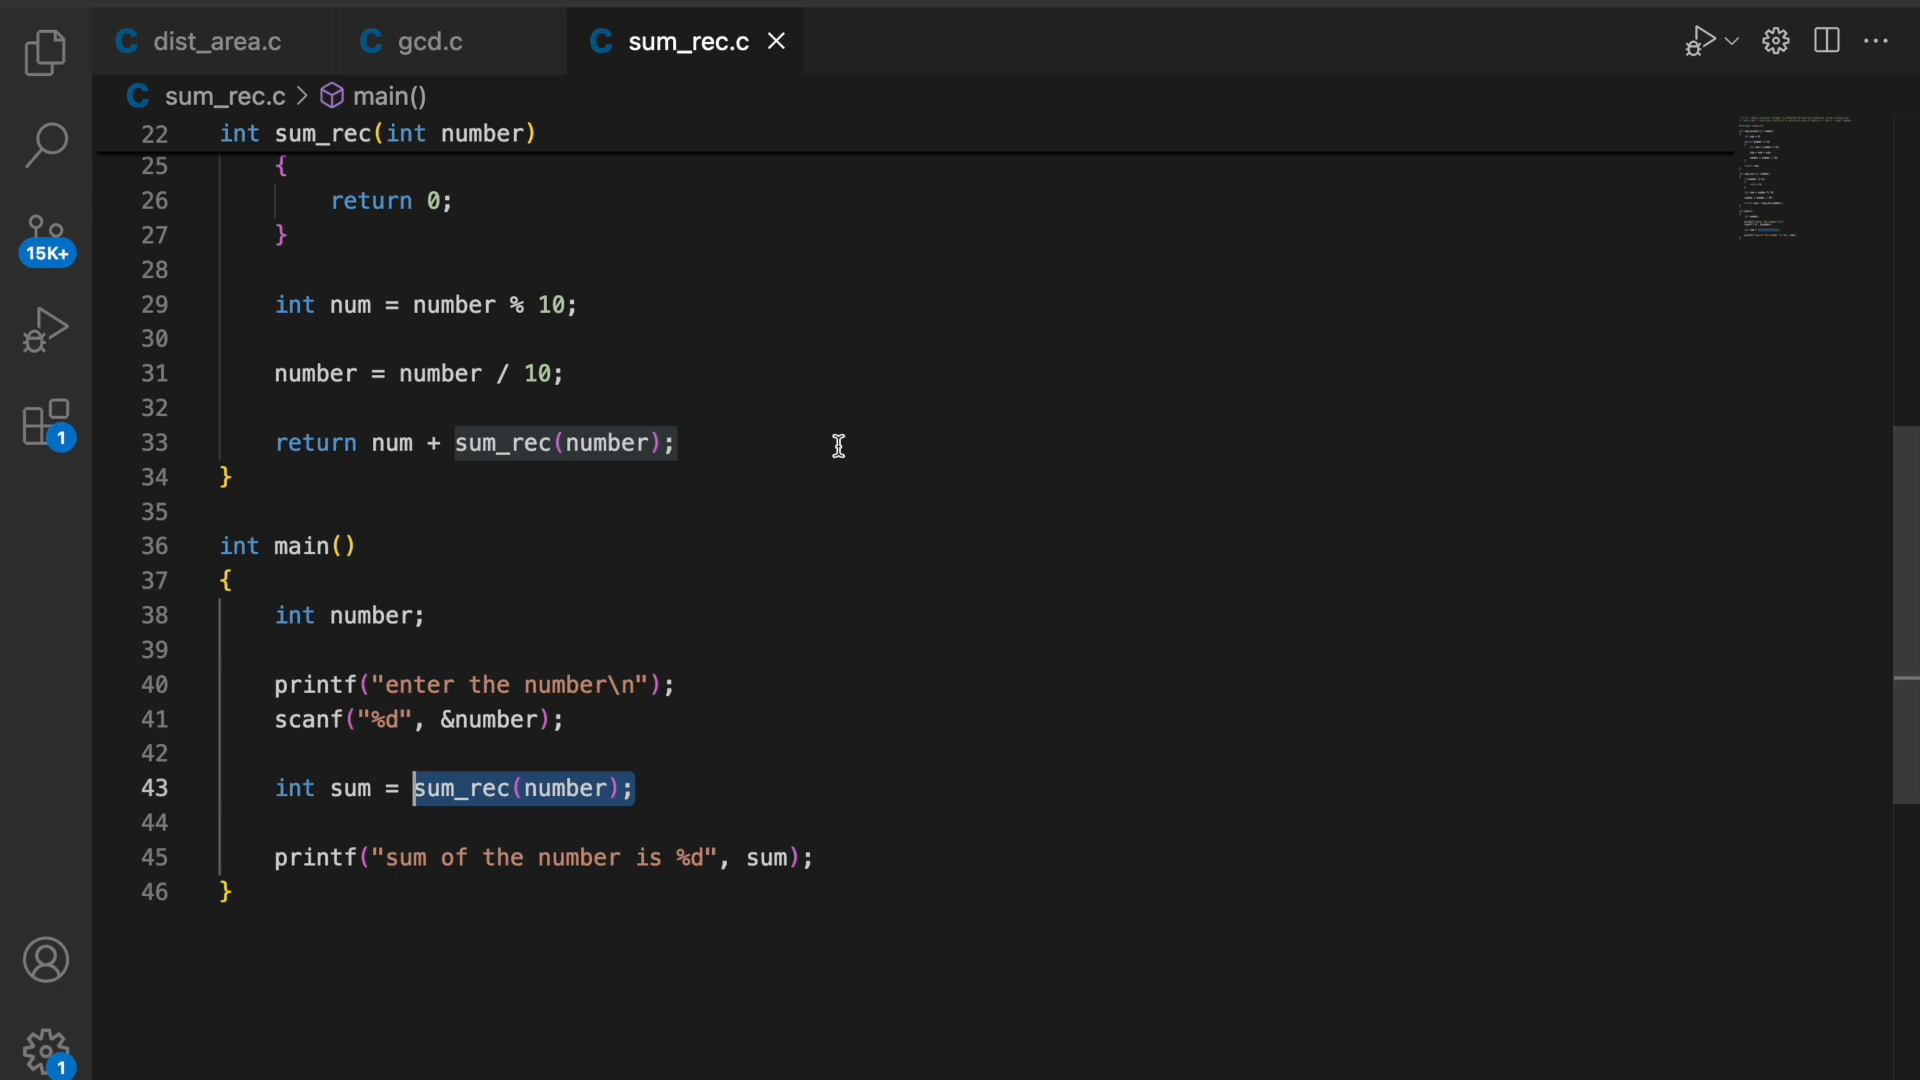 dist_area.c gcd.c sum_rec.c
sum_rec.c > main()
22 int sum_rec(int number)
25 {
26 return 0;
27 }
28
29 int num = number % 10;
30
31 number = number / 10;
32
33 return num + sum_rec(number);
34 }
35
36 int main()
37 {
38 int number;
39
40 printf("enter the number\n");
41 scanf("%d", &number);
42
43 int sum = sum_rec(number);
44
45 printf("sum of the number is %d", sum);
46 }
15K+
1
1